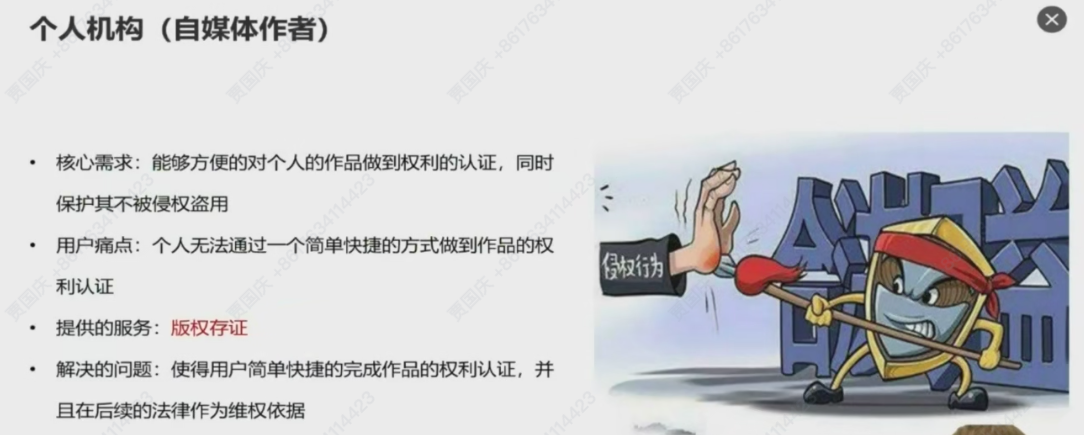 个人机构（自媒体作者）
• 核心需求：能够方便的对个人的作品做到权利的认证，同时
保护其不被侵权盗用
• 用户痛点：个人无法通过一个简单快捷的方式做到作品的权
利认证
• 提供的服务：版权存证
• 解决的问题：使得用户简单快捷的完成作品的权利认证，并
且在后续的法律作为维权依据
侵权行为